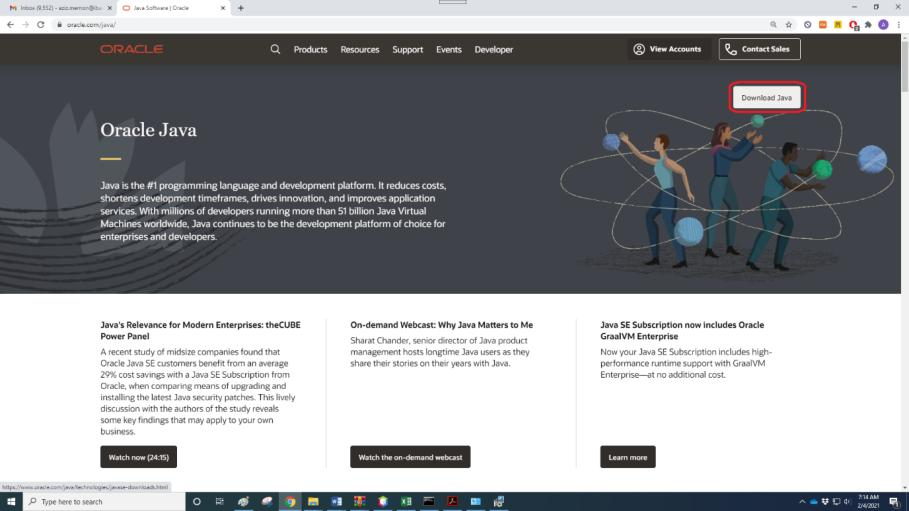 Java Software | Oracle
oracle.com/java/
ORACLE
Products Resources Support Events Developer
View Accounts
Contact Sales
Download Java
Oracle Java
Java is the #1 programming language and development platform. It reduces costs,
shortens development timeframes, drives innovation, and improves application
services. With millions of developers running more than 51 billion Java Virtual
Machines worldwide, Java continues to be the development platform of choice for
enterprises and developers.
Java's Relevance for Modern Enterprises: theCUBE
Power Panel
A recent study of midsize companies found that
Oracle Java SE customers benefit from an average
29% cost savings with a Java SE Subscription from
Oracle, when comparing means of upgrading and
installing the latest Java security patches. This lively
discussion with the authors of the study reveals
some key findings that may apply to your own
business.
Watch now (24:15)
On-demand Webcast: Why Java Matters to Me
Sharat Chander, senior director of Java product
management hosts longtime Java users as they
share their stories on their years with Java.
Watch the on-demand webcast
Java SE Subscription now includes Oracle
GraalVM Enterprise
Now your Java SE Subscription includes high-
performance runtime support with GraalVM
Enterprise—at no additional cost.
Learn more
https://www.oracle.com/java/technologies/javase-downloads.html
Type here to search
7:14 AM
2/4/2021